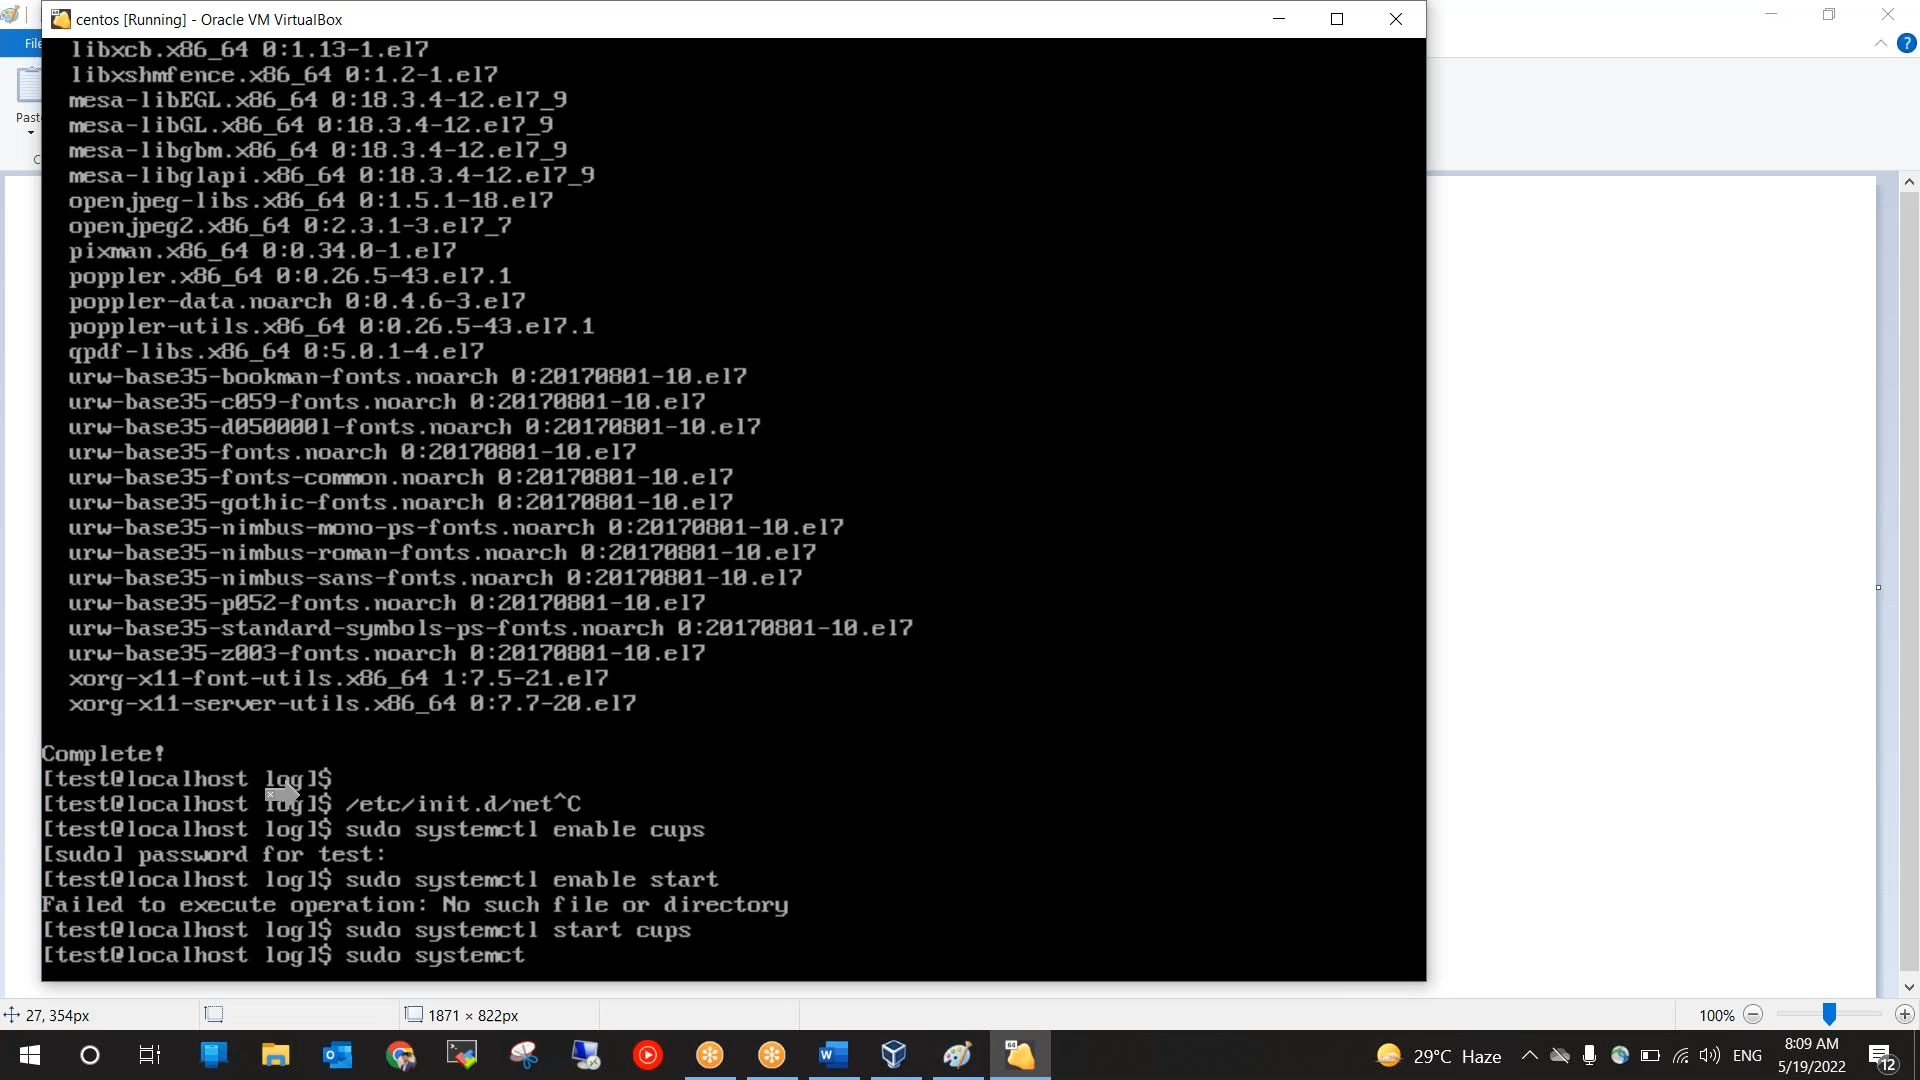 centos [Running] - Oracle VM VirtualBox
File
Paste
libxcb.x86_64 0:1.13-1.el7
libxshmfence.x86_64 0:1.2-1.el7
mesa-libEGL.x86_64 0:18.3.4-12.el7_9
mesa-libGL.x86_64 0:18.3.4-12.el7_9
mesa-libgbm.x86_64 0:18.3.4-12.el7_9
mesa-libglapi.x86_64 0:18.3.4-12.el7_9
openjpeg-libs.x86_64 0:1.5.1-18.el7
openjpeg2.x86_64 0:2.3.1-3.el7_7
pixman.x86_64 0:0.34.0-1.el7
poppler.x86_64 0:0.26.5-43.el7.1
poppler-data.noarch 0:0.4.6-3.el7
poppler-utils.x86_64 0:0.26.5-43.el7.1
qpdf-libs.x86_64 0:5.0.1-4.el7
urw-base35-bookman-fonts.noarch 0:20170801-10.el7
urw-base35-c059-fonts.noarch 0:20170801-10.el7
urw-base35-d050000l-fonts.noarch 0:20170801-10.el7
urw-base35-fonts.noarch 0:20170801-10.el7
urw-base35-fonts-common.noarch 0:20170801-10.el7
urw-base35-gothic-fonts.noarch 0:20170801-10.el7
urw-base35-nimbus-mono-ps-fonts.noarch 0:20170801-10.el7
urw-base35-nimbus-roman-fonts.noarch 0:20170801-10.el7
urw-base35-nimbus-sans-fonts.noarch 0:20170801-10.el7
urw-base35-p052-fonts.noarch 0:20170801-10.el7
urw-base35-standard-symbols-ps-fonts.noarch 0:20170801-10.el7
urw-base35-z003-fonts.noarch 0:20170801-10.el7
xorg-x11-font-utils.x86_64 1:7.5-21.el7
xorg-x11-server-utils.x86_64 0:7.7-20.el7
Complete!
[test@localhost log]$
[test@localhost log]$ /etc/init.d/net^C
[test@localhost log]$ sudo systemctl enable cups
[sudo] password for test:
[test@localhost log]$ sudo systemctl enable start
Failed to execute operation: No such file or directory
[test@localhost log]$ sudo systemctl start cups
[test@localhost log]$ sudo systemct
27, 354px
1871 × 822px
100%
29°C Haze
ENG
8:09 AM
5/19/2022
12